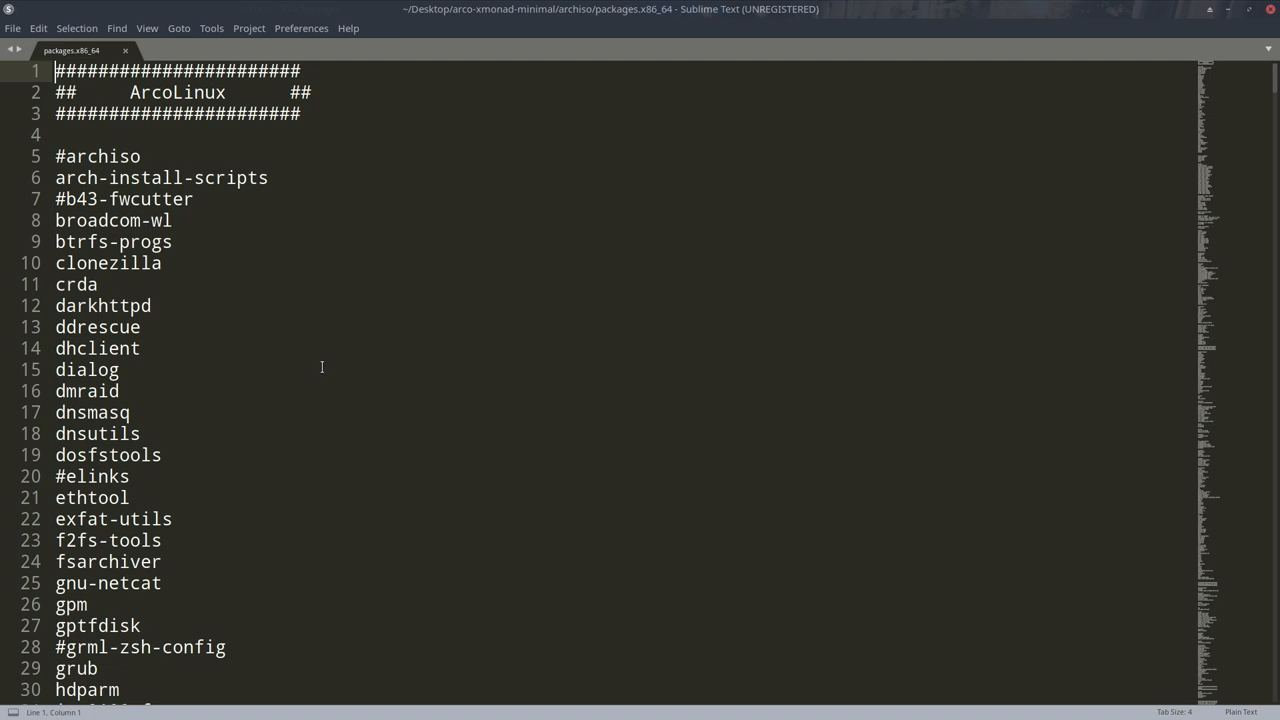 ~/Desktop/arco-xmonad-minimal/archiso/packages.x86_64 - Sublime Text (UNREGISTERED)
File Edit Selection Find View Goto Tools Project Preferences Help
packages.x86_64 ×
1 #######################
2 ##     ArcoLinux      ##
3 #######################
4
5 #archiso
6 arch-install-scripts
7 #b43-fwcutter
8 broadcom-wl
9 btrfs-progs
10 clonezilla
11 crda
12 darkhttpd
13 ddrescue
14 dhclient
15 dialog
16 dmraid
17 dnsmasq
18 dnsutils
19 dosfstools
20 #elinks
21 ethtool
22 exfat-utils
23 f2fs-tools
24 fsarchiver
25 gnu-netcat
26 gpm
27 gptfdisk
28 #grml-zsh-config
29 grub
30 hdparm
Line 1, Column 1 Tab Size: 4 Plain Text